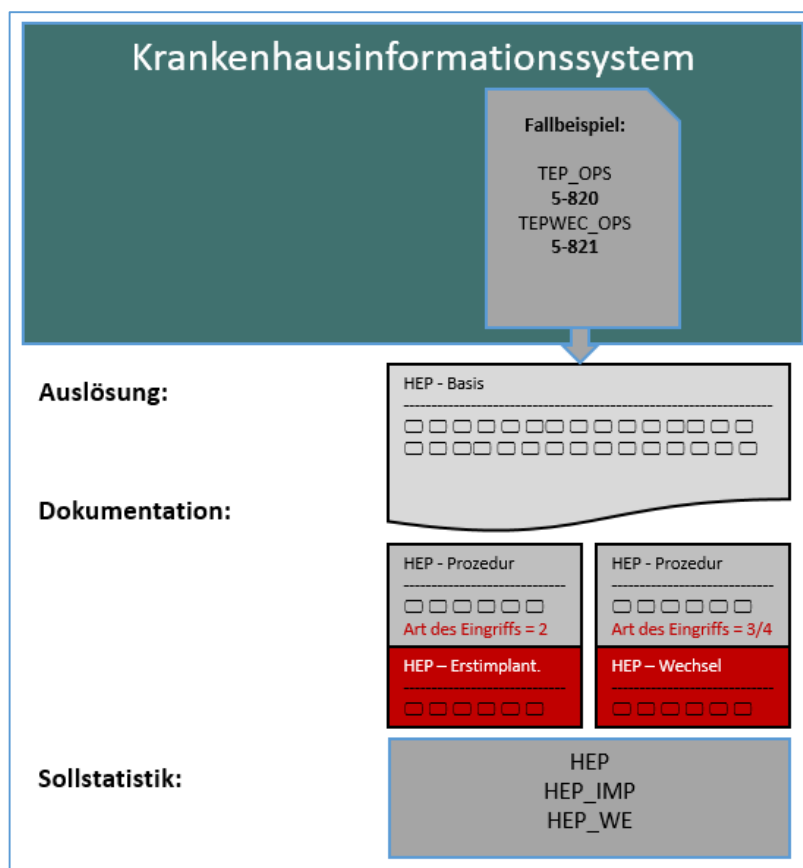 Krankenhausinformationssystem
Fallbeispiel:
TEP_OPS
5-820
TEPWEC_OPS
5-821
Auslösung:
HEP - Basis
Dokumentation:
HEP - Prozedur
Art des Eingriffs = 2
HEP – Erstimplant.
HEP - Prozedur
Art des Eingriffs = 3/4
HEP – Wechsel
Sollstatistik:
HEP
HEP_IMP
HEP_WE